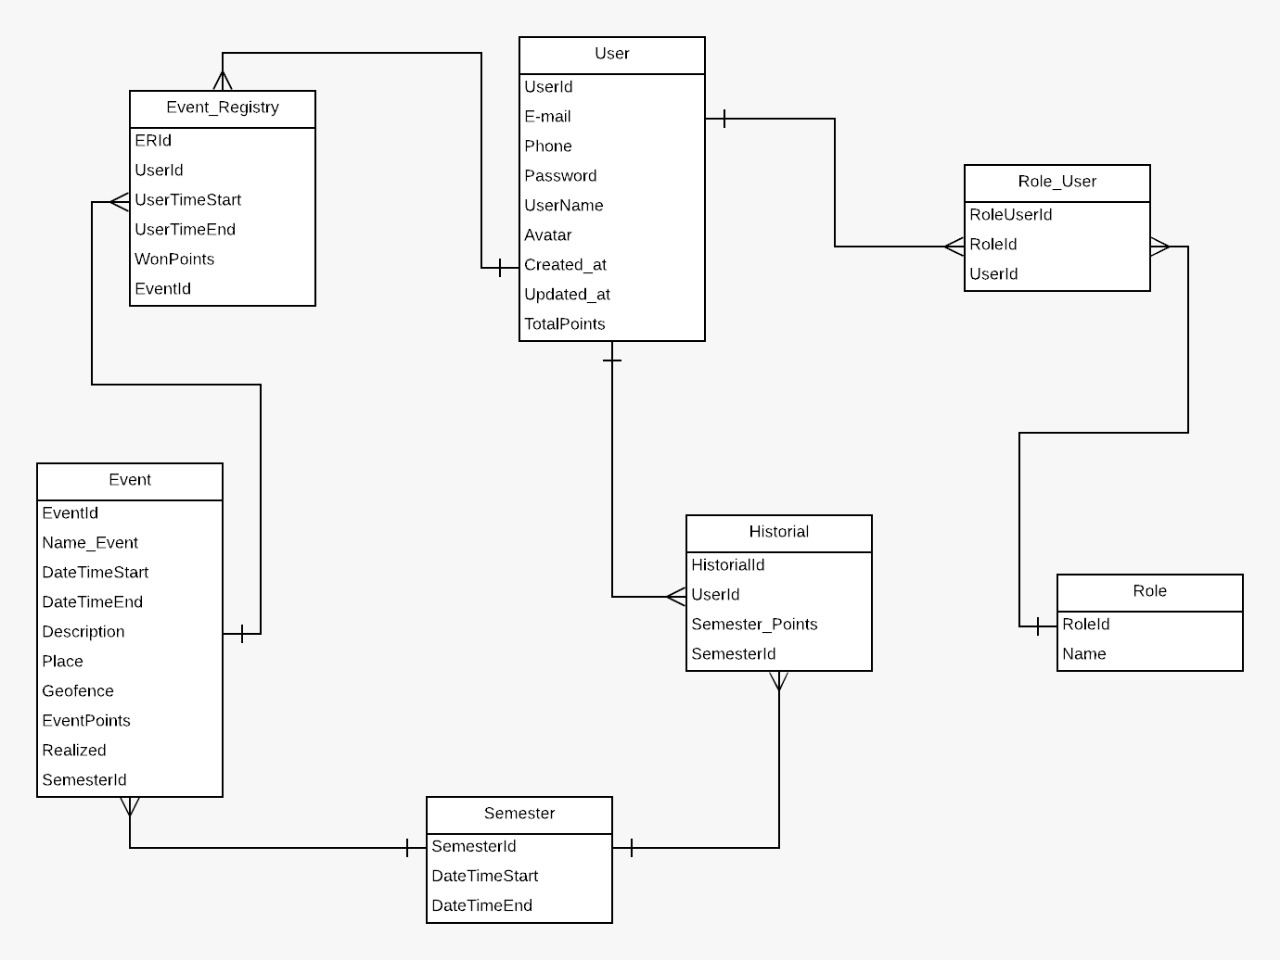 User
UserId
E-mail
Phone
Password
UserName
Avatar
Created_at
Updated_at
TotalPoints
Event_Registry
ERId
UserId
UserTimeStart
UserTimeEnd
WonPoints
EventId
Role_User
RoleUserId
RoleId
UserId
Event
EventId
Name_Event
DateTimeStart
DateTimeEnd
Description
Place
Geofence
EventPoints
Realized
SemesterId
Historial
HistorialId
UserId
Semester_Points
SemesterId
Role
RoleId
Name
Semester
SemesterId
DateTimeStart
DateTimeEnd